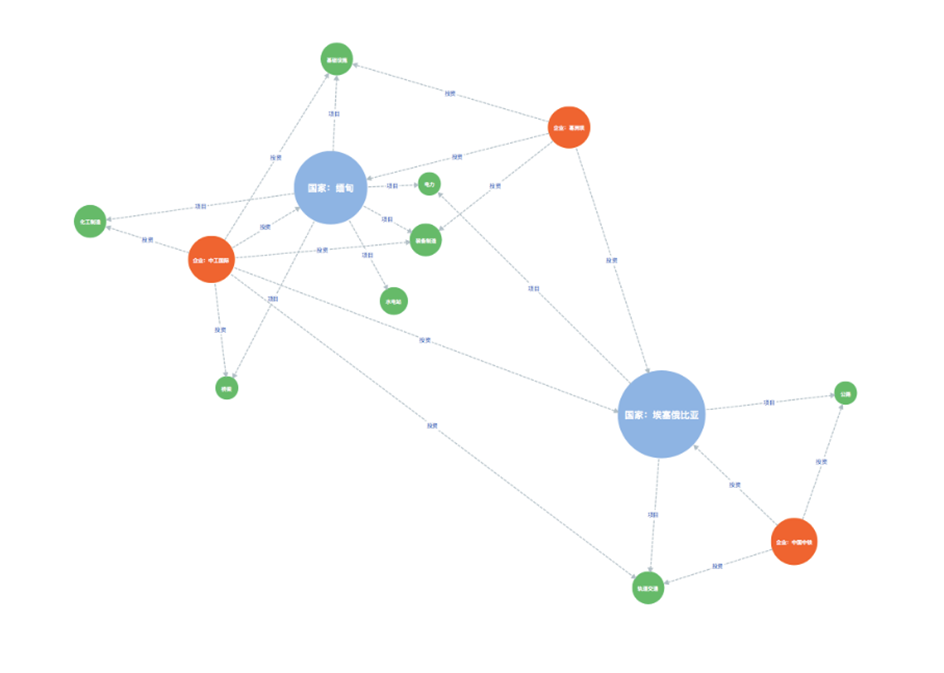 基础设施
投资
企业：葛洲坝
项目
投资
投资
国家：缅甸
项目
电力
投资
项目
化工制造
投资
项目
投资
装备制造
投资
项目
企业：中工国际
投资
项目
项目
水电站
投资
投资
桥梁
公路
项目
国家：埃塞俄比亚
投资
投资
投资
项目
企业：中国中铁
投资
轨道交通